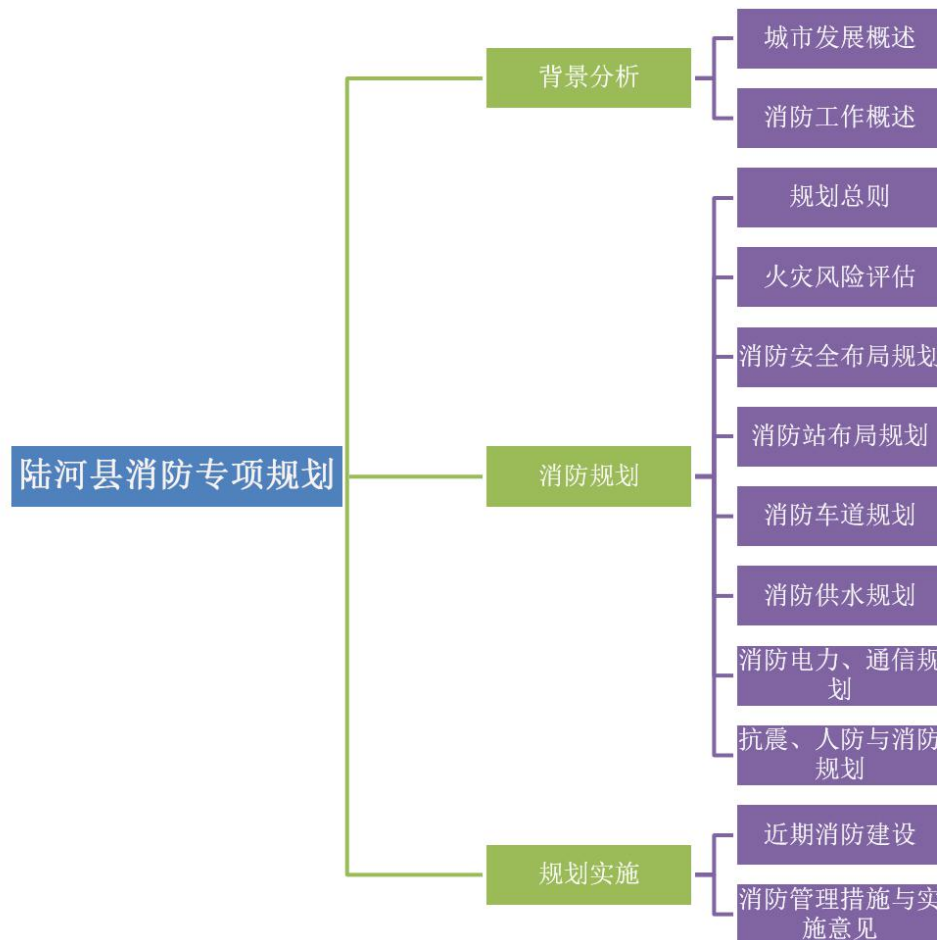 陆河县消防专项规划
背景分析
城市发展概述
消防工作概述
消防规划
规划总则
火灾风险评估
消防安全布局规划
消防站布局规划
消防车道规划
消防供水规划
消防电力、通信规
划
抗震、人防与消防
规划
规划实施
近期消防建设
消防管理措施与实
施意见